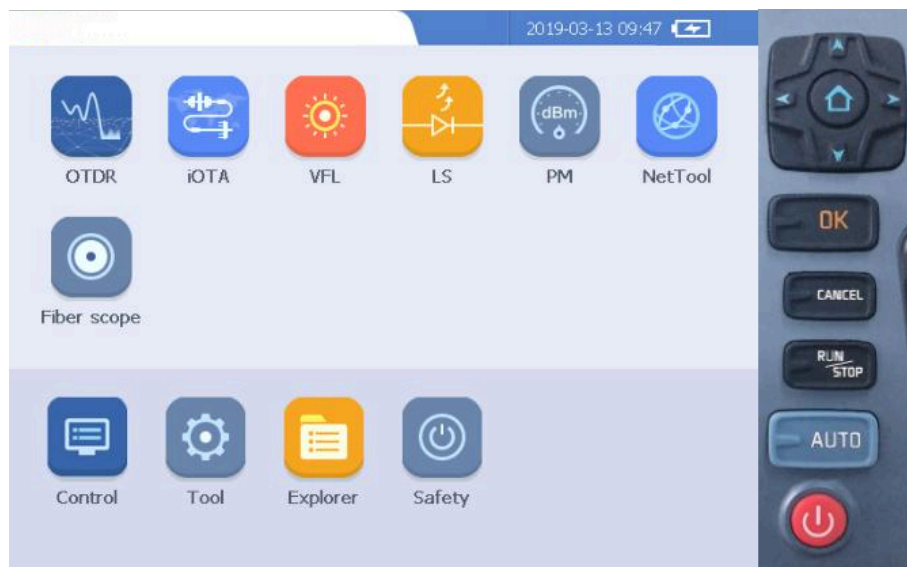 2019-03-13 09:47
dBm
OTDR iOTA VFL LS PM NetTool
Fiber scope
Control Tool Explorer Safety
OK
CANCEL
RUN
STOP
AUTO